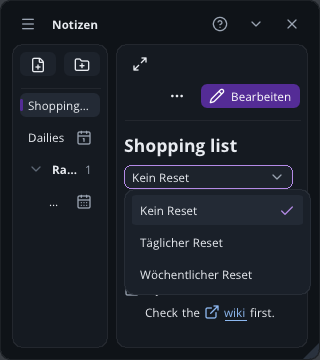 Notizen
Shopping...
Dailies
Ra... 1
...
Bearbeiten
Shopping list
Kein Reset
Kein Reset
Täglicher Reset
Wöchentlicher Reset
Check the wiki first.